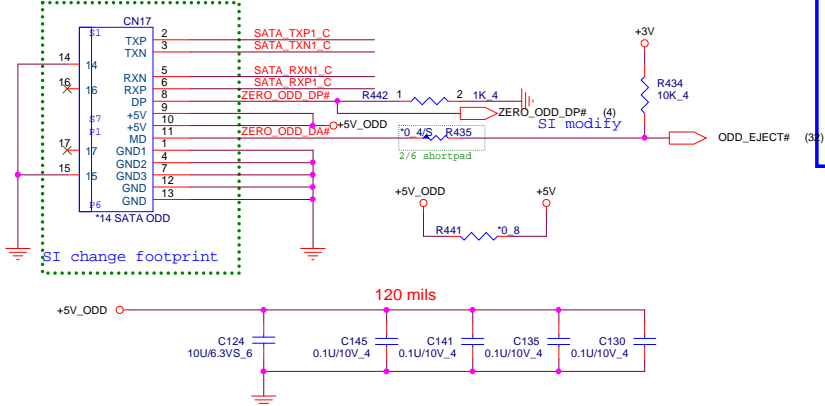 CN17
S1
TXP 2 SATA_TXP1_C
TXN 3 SATA_TXN1_C
14 14
RXN 5 SATA_RXN1_C
16 16 RXP 6 SATA_RXP1_C
DP 8 ZERO_ODD_DP# R442 1 2 1K_4
+5V 9
S7 +5V 10 +5V_ODD
ZERO_ODD_DP# (4)
SI modify
P1 MD 11 ZERO_ODD_DA# *0_4/S R435
17 17 GND1 1
2/6 shortpad
GND2 4
15 15 GND3 7
GND 12
P6 GND 13
*14 SATA ODD
SI change footprint
+3V
R434
10K_4
ODD_EJECT# (32)
+5V_ODD +5V
R441 *0_8
120 mils
+5V_ODD
C124 C145 C141 C135 C130
10U/6.3VS_6 0.1U/10V_4 0.1U/10V_4 0.1U/10V_4 0.1U/10V_4